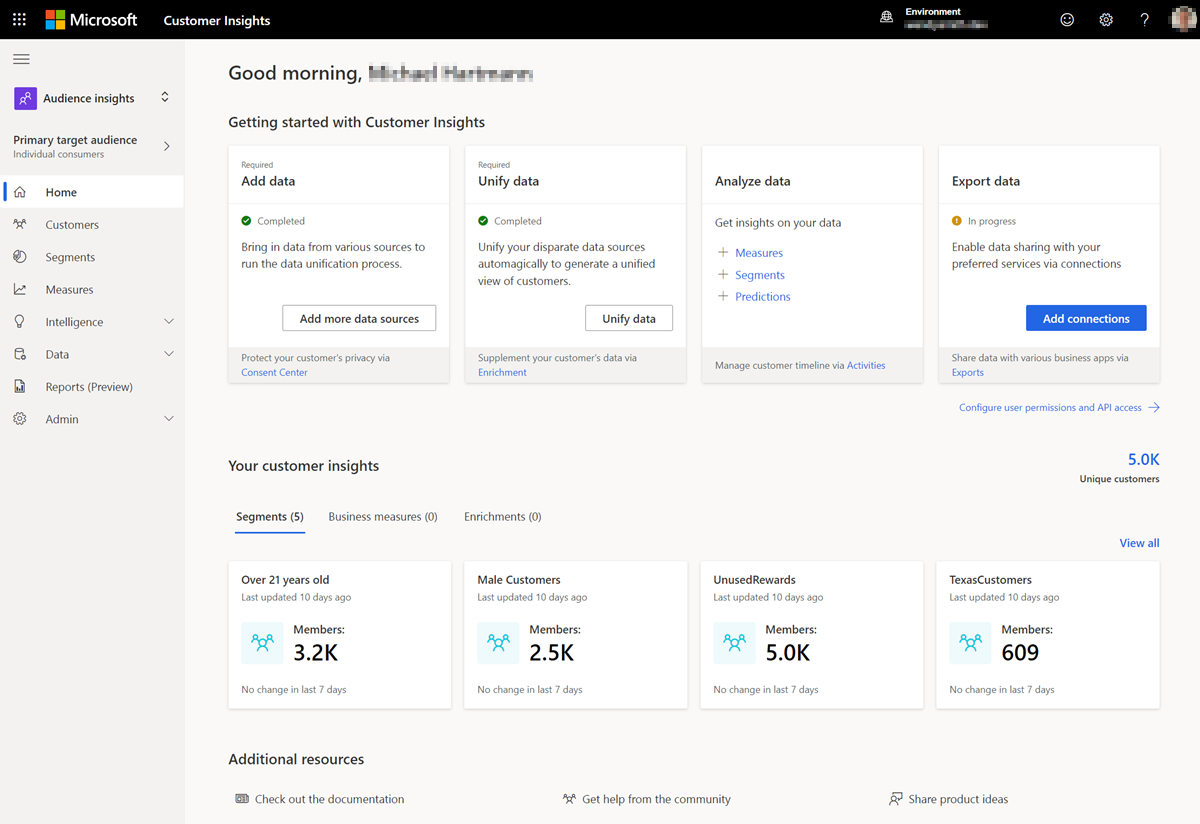 Microsoft
Customer Insights
Environment
Audience insights
Primary target audience
Individual consumers
Home
Customers
Segments
Measures
Intelligence
Data
Reports (Preview)
Admin
Good morning,
Getting started with Customer Insights
Required
Add data
Completed
Bring in data from various sources to
run the data unification process.
Add more data sources
Protect your customer's privacy via
Consent Center
Required
Unify data
Completed
Unify your disparate data sources
automagically to generate a unified
view of customers.
Unify data
Supplement your customer's data via
Enrichment
Analyze data
Get insights on your data
Measures
Segments
Predictions
Manage customer timeline via Activities
Export data
In progress
Enable data sharing with your
preferred services via connections
Add connections
Share data with various business apps via
Exports
Configure user permissions and API access
Your customer insights
5.0K
Unique customers
Segments (5)
Business measures (0)
Enrichments (0)
View all
Over 21 years old
Last updated 10 days ago
Members:
3.2K
No change in last 7 days
Male Customers
Last updated 10 days ago
Members:
2.5K
No change in last 7 days
UnusedRewards
Last updated 10 days ago
Members:
5.0K
No change in last 7 days
TexasCustomers
Last updated 10 days ago
Members:
609
No change in last 7 days
Additional resources
Check out the documentation
Get help from the community
Share product ideas